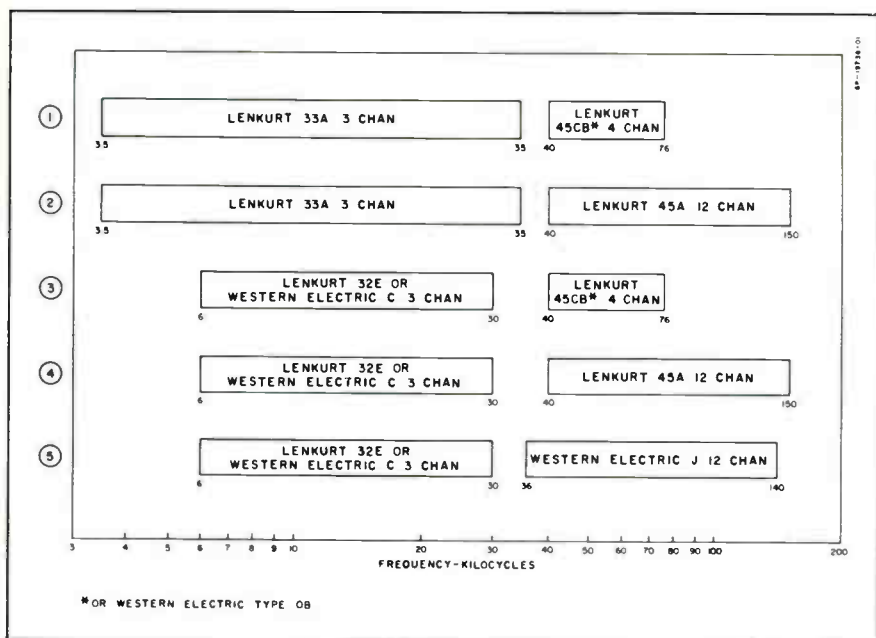 6P-19736-01
1
LENKURT 33A 3 CHAN
3.5 35
LENKURT
45CB* 4 CHAN
40 76
2
LENKURT 33A 3 CHAN
3.5 35
LENKURT 45A 12 CHAN
40 150
3
LENKURT 32E OR
WESTERN ELECTRIC C 3 CHAN
6 30
LENKURT
45CB* 4 CHAN
40 76
4
LENKURT 32E OR
WESTERN ELECTRIC C 3 CHAN
6 30
LENKURT 45A 12 CHAN
40 150
5
LENKURT 32E OR
WESTERN ELECTRIC C 3 CHAN
6 30
WESTERN ELECTRIC J 12 CHAN
36 140
3 4 5 6 7 8 9 10 20 30 40 50 60 70 80 90 100 200
FREQUENCY-KILOCYCLES
*OR WESTERN ELECTRIC TYPE OB